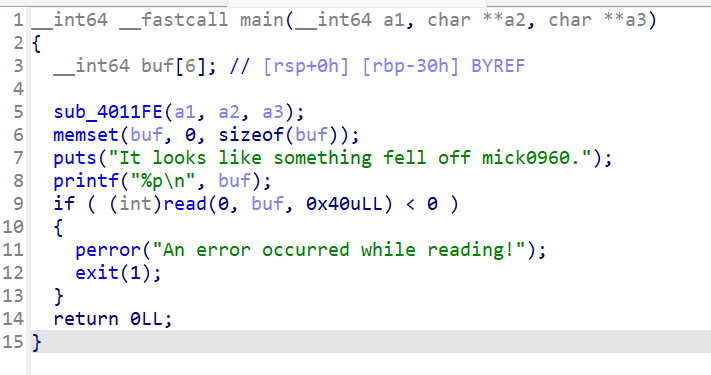 1 __int64 __fastcall main(__int64 a1, char **a2, char **a3)
2 {
3   __int64 buf[6]; // [rsp+0h] [rbp-30h] BYREF
4
5   sub_4011FE(a1, a2, a3);
6   memset(buf, 0, sizeof(buf));
7   puts("It looks like something fell off mick0960.");
8   printf("%p\n", buf);
9   if ( (int)read(0, buf, 0x40uLL) < 0 )
10   {
11     perror("An error occurred while reading!");
12     exit(1);
13   }
14   return 0LL;
15 }